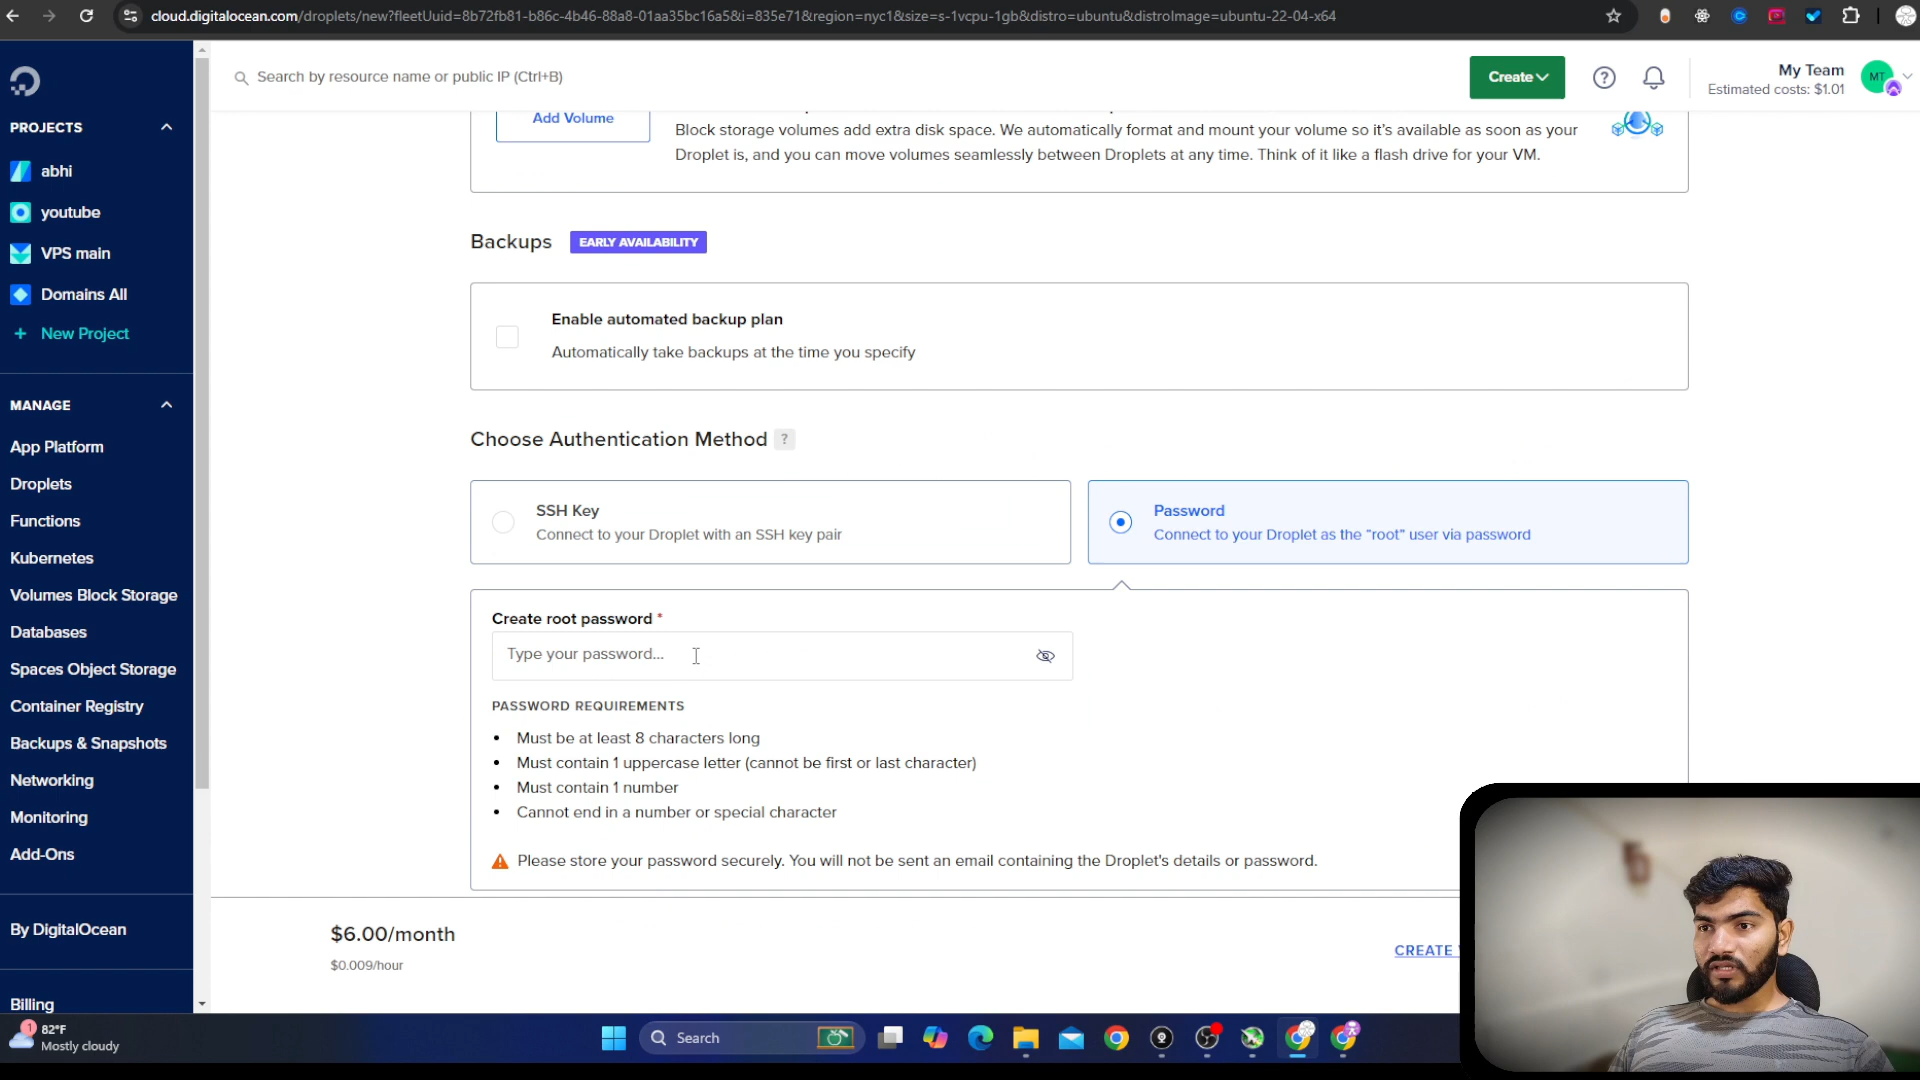 cloud.digitalocean.com/droplets/new?fleetUuid=8b72fb81-b86c-4b46-88a8-01aa35bc16a5&i=835e71&region=nyc1&size=s-1vcpu-1gb&distro=ubuntu&distroImage=ubuntu-22-04-x64
Search by resource name or public IP (Ctrl+B)
Create
?
My Team
Estimated costs: $1.01
MT
PROJECTS
abhi
youtube
VPS main
Domains All
+ New Project
MANAGE
App Platform
Droplets
Functions
Kubernetes
Volumes Block Storage
Databases
Spaces Object Storage
Container Registry
Backups & Snapshots
Networking
Monitoring
Add-Ons
By DigitalOcean
Billing
Add Volume
Block storage volumes add extra disk space. We automatically format and mount your volume so it's available as soon as your
Droplet is, and you can move volumes seamlessly between Droplets at any time. Think of it like a flash drive for your VM.
Backups EARLY AVAILABILITY
Enable automated backup plan
Automatically take backups at the time you specify
Choose Authentication Method ?
SSH Key
Connect to your Droplet with an SSH key pair
Password
Connect to your Droplet as the "root" user via password
Create root password *
Type your password...
PASSWORD REQUIREMENTS
• Must be at least 8 characters long
• Must contain 1 uppercase letter (cannot be first or last character)
• Must contain 1 number
• Cannot end in a number or special character
Please store your password securely. You will not be sent an email containing the Droplet's details or password.
$6.00/month
$0.009/hour
CREATE
1
82°F
Mostly cloudy
Search